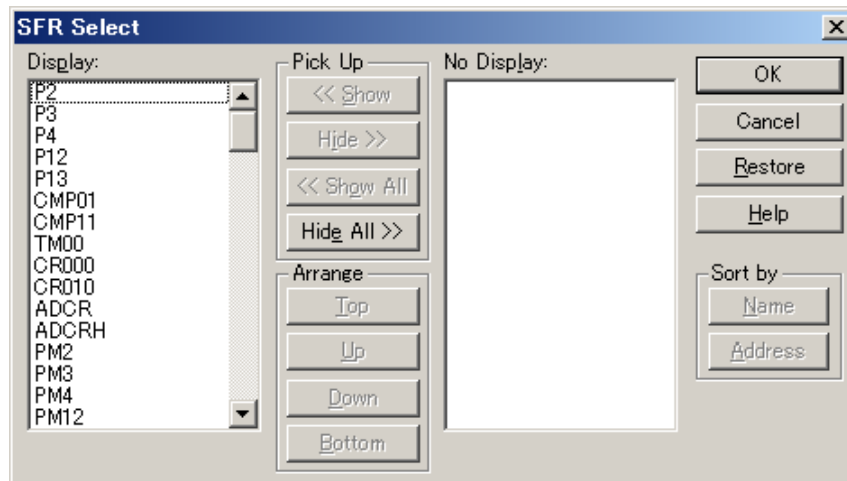 SFR Select
Display:
P2
P3
P4
P12
P13
CMP01
CMP11
TM00
CR000
CR010
ADCR
ADCRH
PM2
PM3
PM4
PM12
Pick Up
<< Show
Hide >>
<< Show All
Hide All >>
Arrange
Top
Up
Down
Bottom
No Display:
OK
Cancel
Restore
Help
Sort by
Name
Address